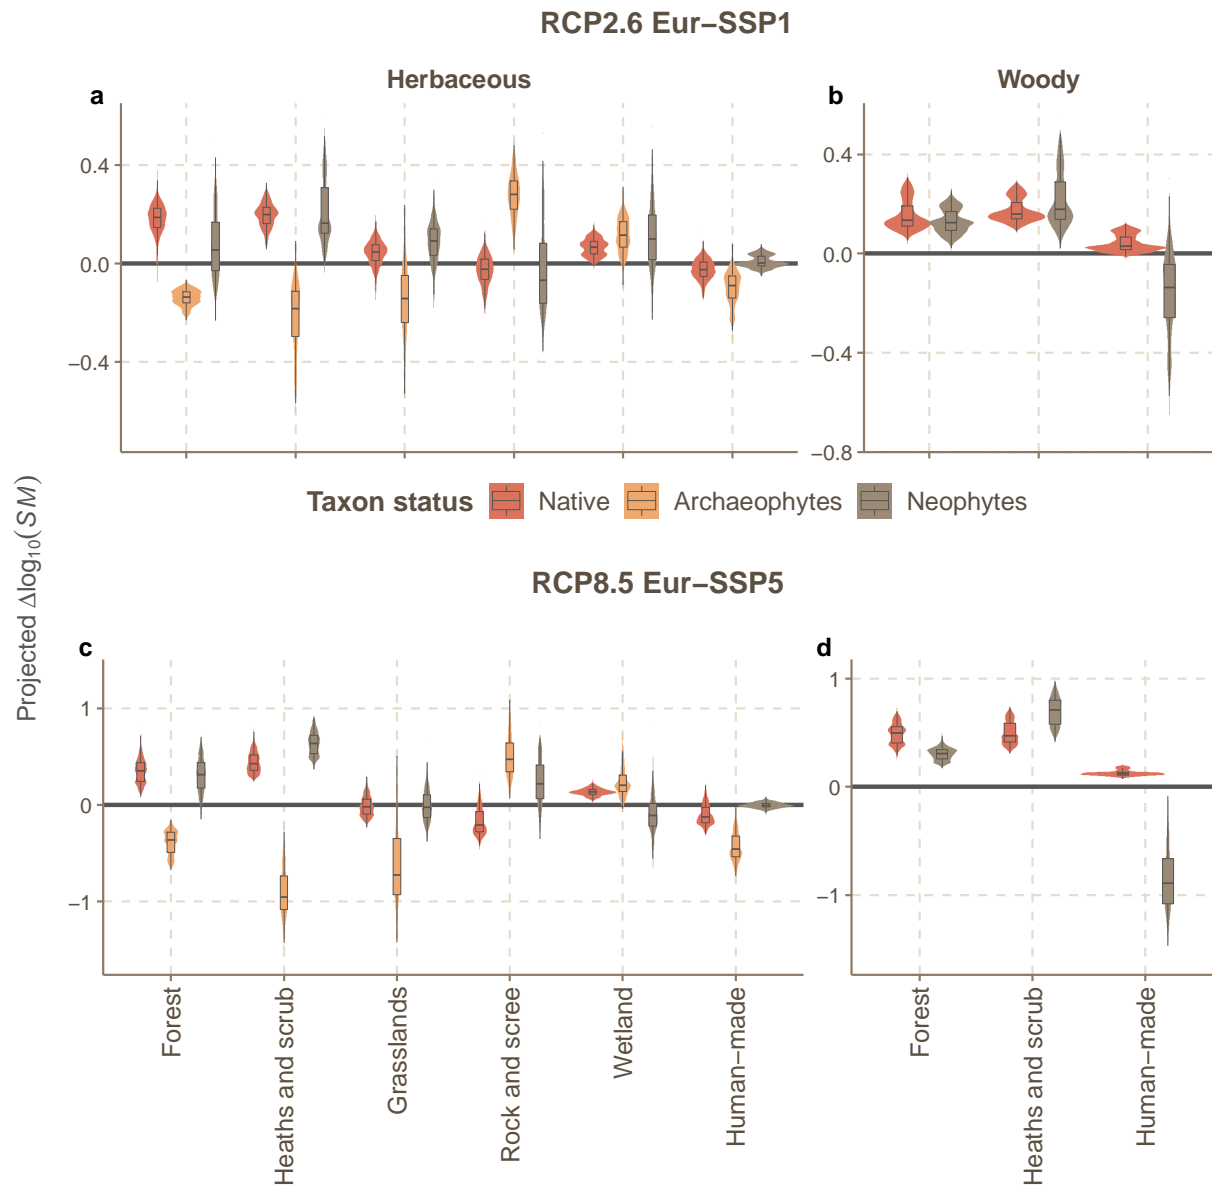 RCP2.6 Eur−SSP1
Herbaceous
Woody
a
b
0.4
0.0
−0.4
0.4
0.0
−0.4
−0.8
Taxon status Native Archaeophytes Neophytes
Projected Δlog10(SM)
RCP8.5 Eur−SSP5
c
d
1
0
−1
1
0
−1
Forest
Heaths and scrub
Grasslands
Rock and scree
Wetland
Human−made
Forest
Heaths and scrub
Human−made